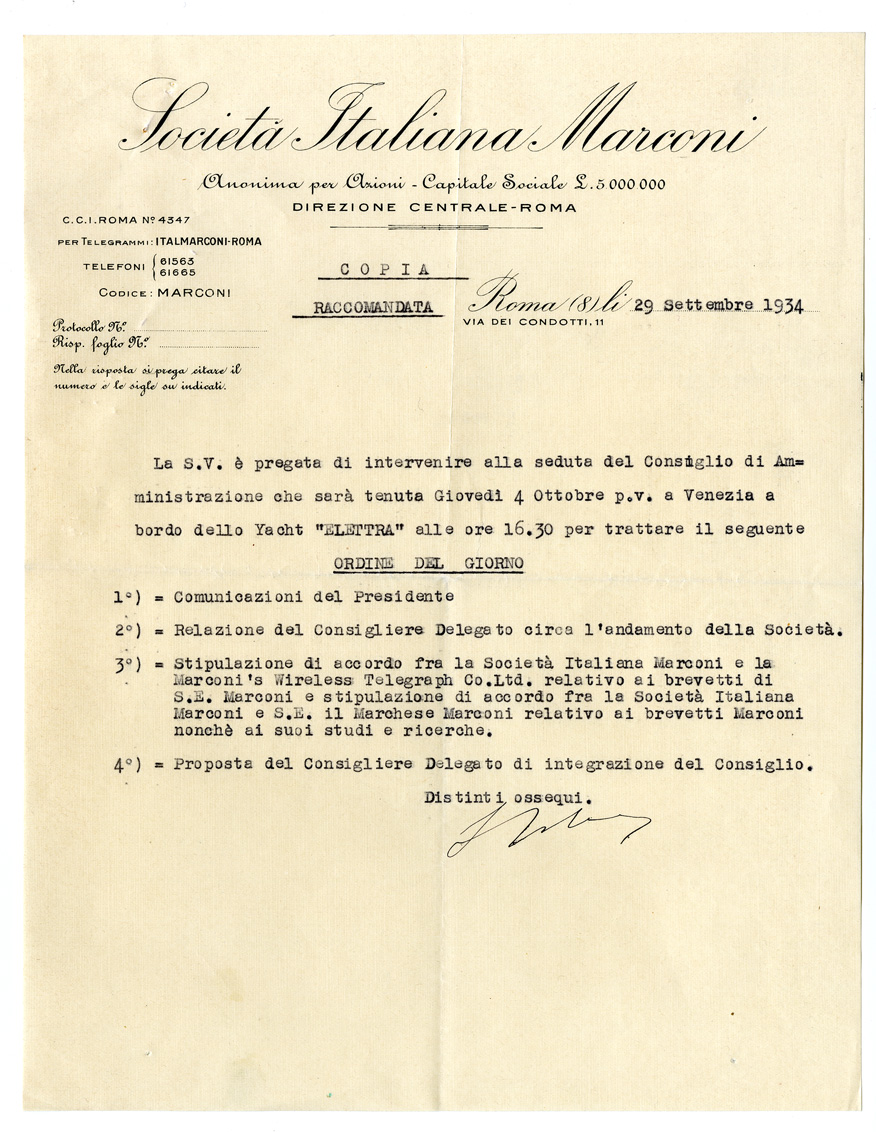 Società Italiana Marconi
Anonima per Azioni - Capitale Sociale £. 5 000 000
DIREZIONE CENTRALE-ROMA
C.C.I. ROMA Nº 4347
PER TELEGRAMMI: ITALMARCONI-ROMA
TELEFONI { 61563
61665
CODICE: MARCONI
COPIA
RACCOMANDATA
Roma (8) li 29 Settembre 1934
VIA DEI CONDOTTI, 11
Protocollo Nº
Risp. foglio Nº
Nella risposta si prega citare il
numero e le sigle su indicati.
La S.V. è pregata di intervenire alla seduta del Consiglio di Am=
ministrazione che sarà tenuta Giovedì 4 Ottobre p.v. a Venezia a
bordo dello Yacht "ELETTRA" alle ore 16.30 per trattare il seguente
ORDINE DEL GIORNO
1º) = Comunicazioni del Presidente
2º) = Relazione del Consigliere Delegato circa l'andamento della Società.
3º) = Stipulazione di accordo fra la Società Italiana Marconi e la
Marconi's Wireless Telegraph Co.Ltd. relativo ai brevetti di
S.E. Marconi e stipulazione di accordo fra la Società Italiana
Marconi e S.E. il Marchese Marconi relativo ai brevetti Marconi
nonchè ai suoi studi e ricerche.
4º) = Proposta del Consigliere Delegato di integrazione del Consiglio.
Distinti ossequi.